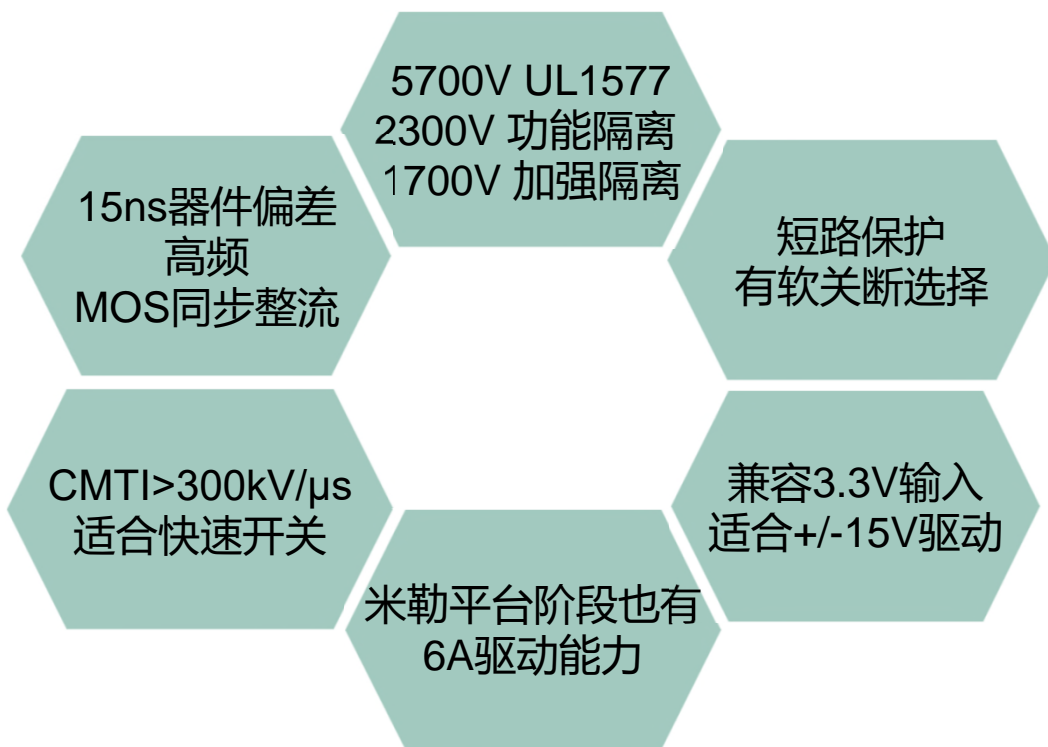 5700V UL1577
2300V 功能隔离
1700V 加强隔离
15ns器件偏差
高频
MOS同步整流
短路保护
有软关断选择
CMTI>300kV/μs
适合快速开关
兼容3.3V输入
适合+/-15V驱动
米勒平台阶段也有
6A驱动能力